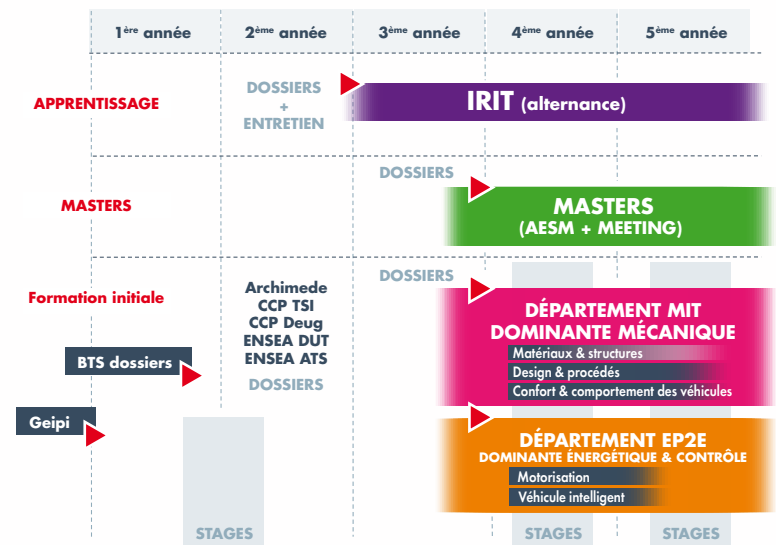 1ère année 2ème année 3ème année 4ème année 5ème année
APPRENTISSAGE
DOSSIERS
+
ENTRETIEN
IRIT (alternance)
DOSSIERS
MASTERS
MASTERS
(AESM + MEETING)
DOSSIERS
Formation initiale
Archimede
CCP TSI
CCP Deug
ENSEA DUT
ENSEA ATS
DOSSIERS
BTS dossiers
Geipi
DÉPARTEMENT MIT
DOMINANTE MÉCANIQUE
Matériaux & structures
Design & procédés
Confort & comportement des véhicules
DÉPARTEMENT EP2E
DOMINANTE ÉNERGÉTIQUE & CONTRÔLE
Motorisation
Véhicule intelligent
STAGES STAGES STAGES